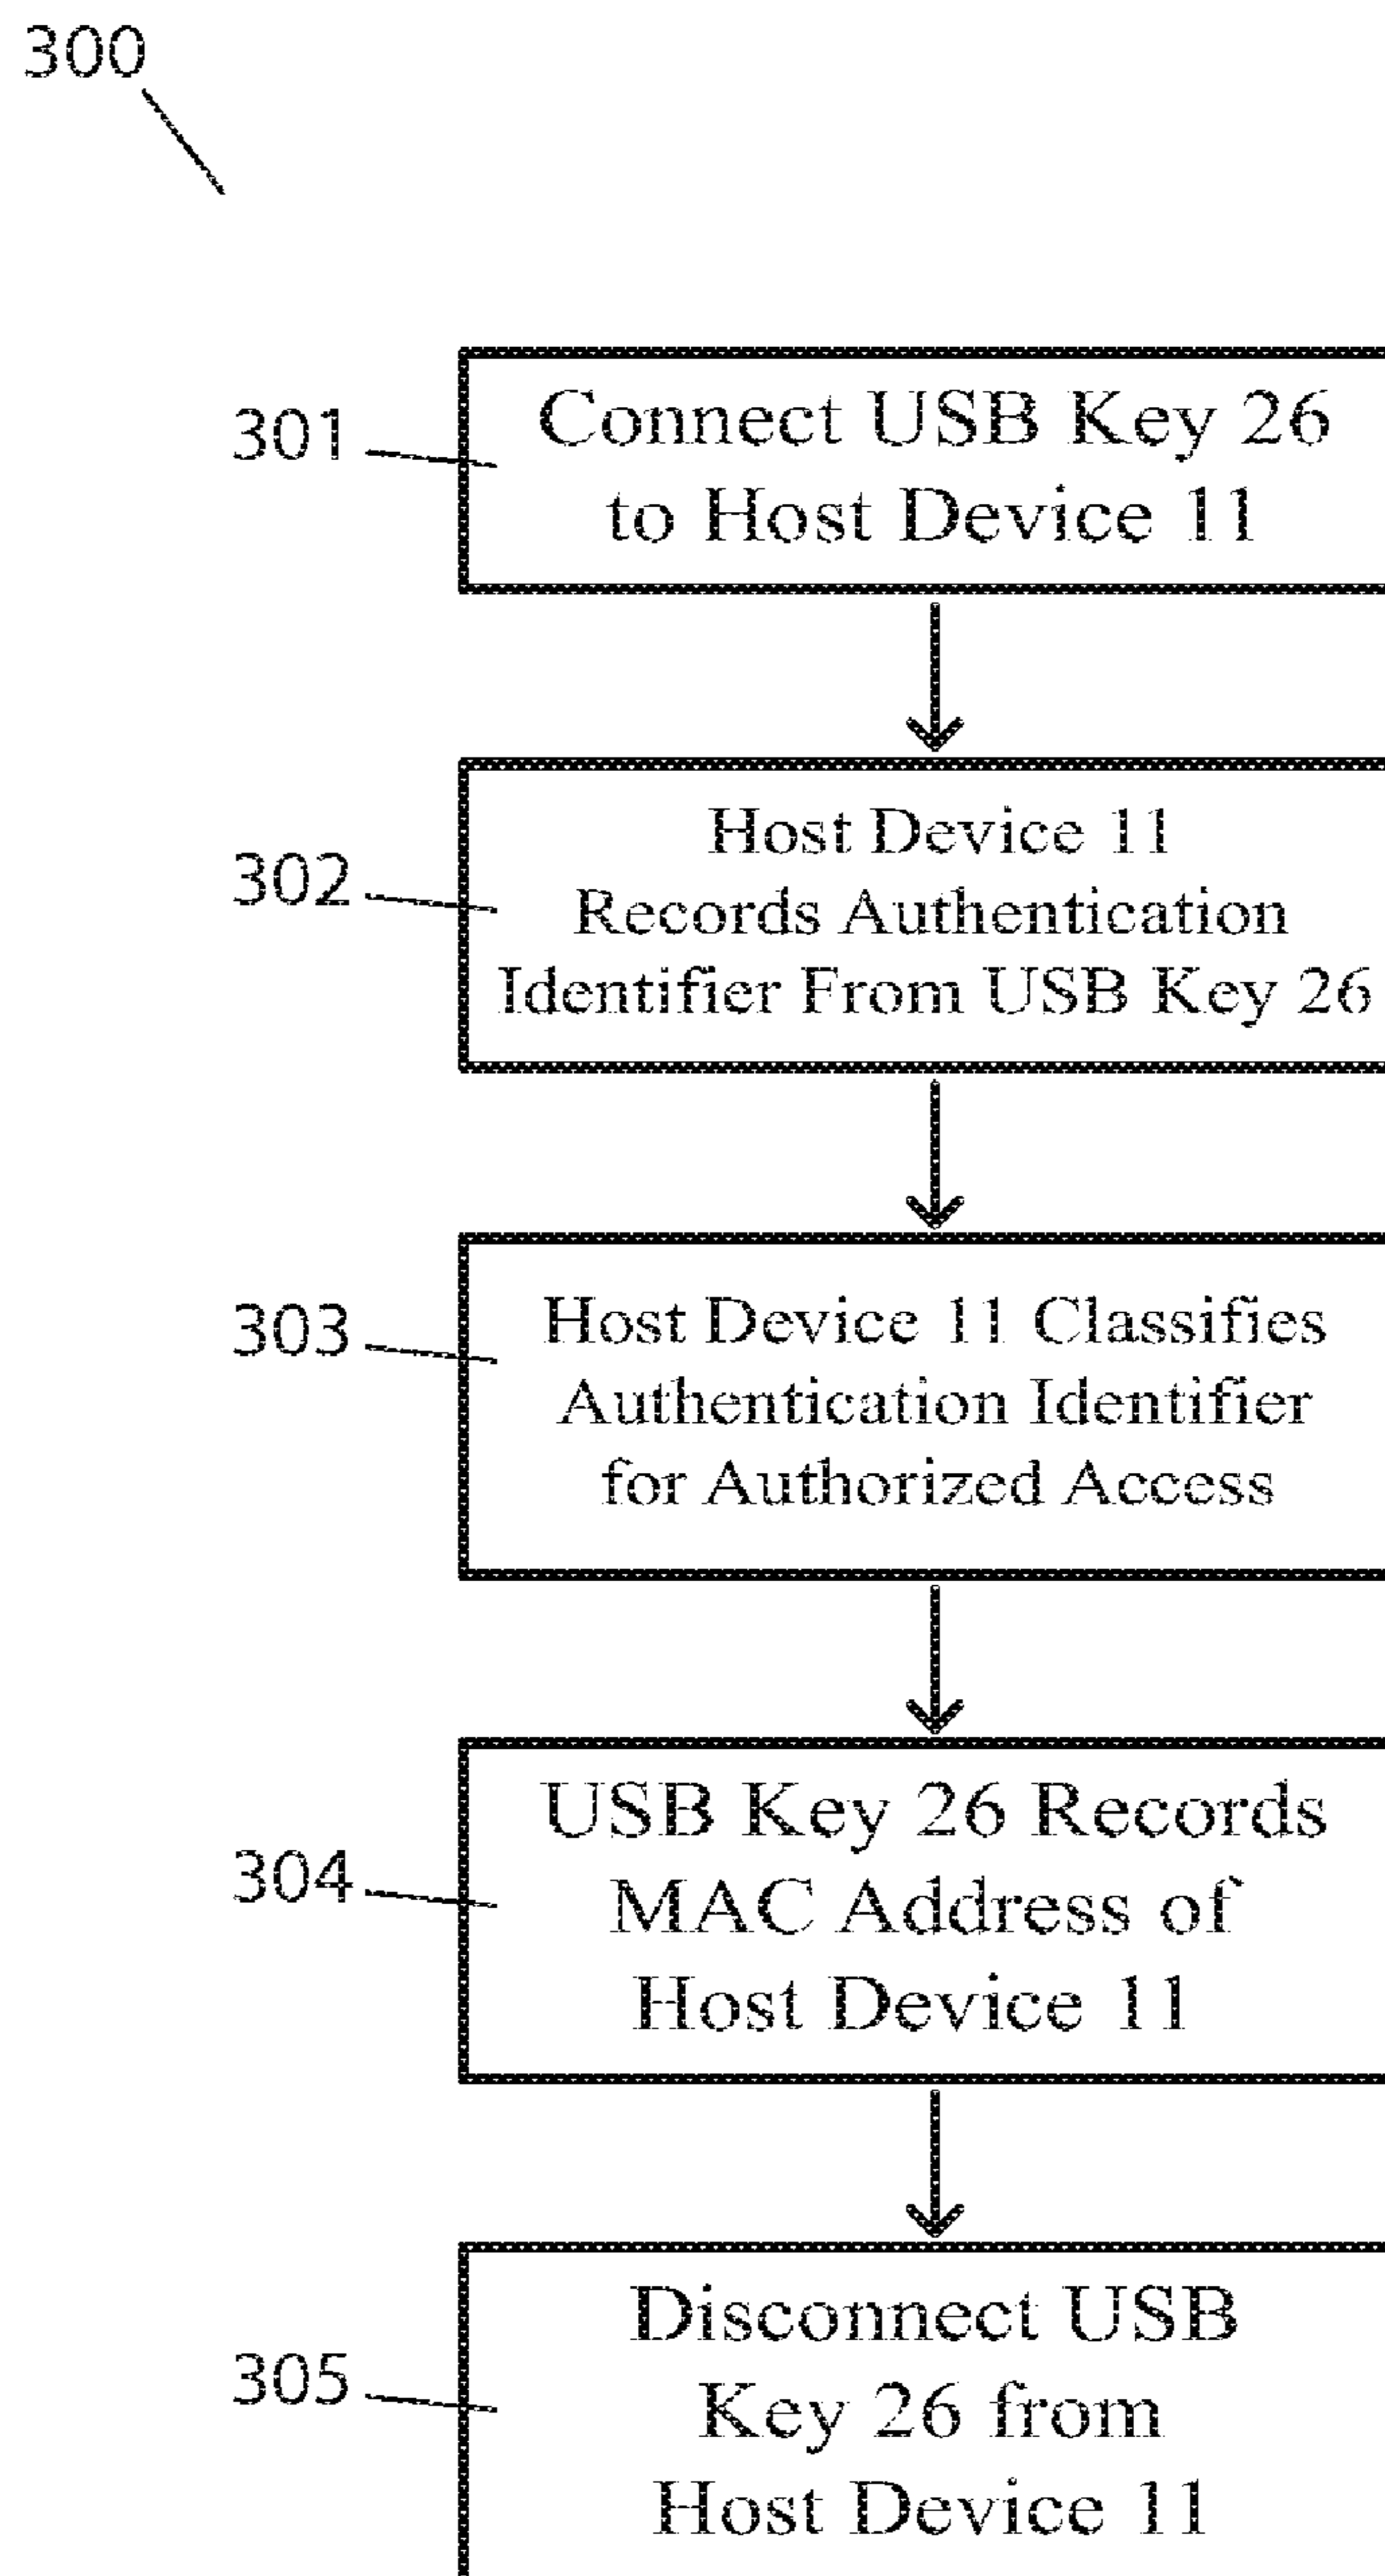 300
301
Connect USB Key 26
to Host Device 11
302
Host Device 11
Records Authentication
Identifier From USB Key 26
303
Host Device 11 Classifies
Authentication Identifier
for Authorized Access
304
USB Key 26 Records
MAC Address of
Host Device 11
305
Disconnect USB
Key 26 from
Host Device 11